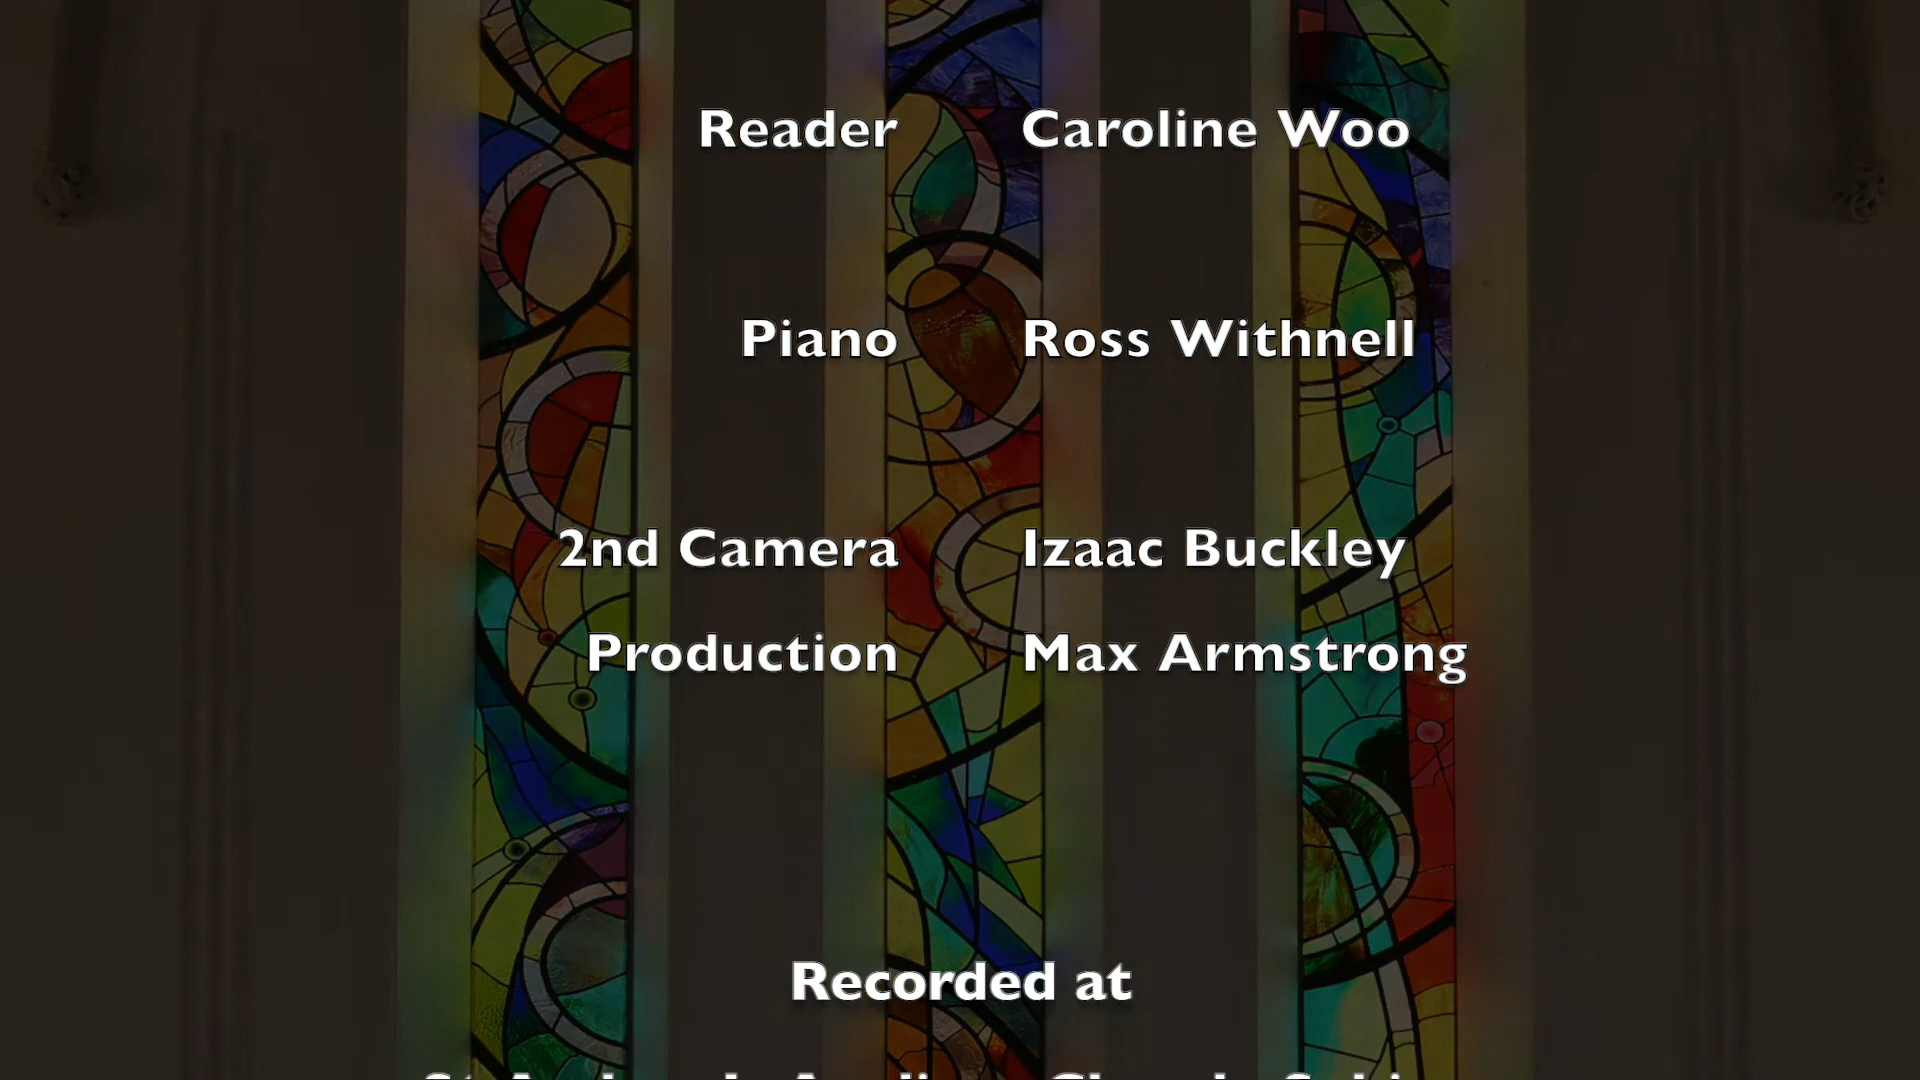 Reader Caroline Woo
Piano Ross Withnell
2nd Camera Izaac Buckley
Production Max Armstrong
Recorded at